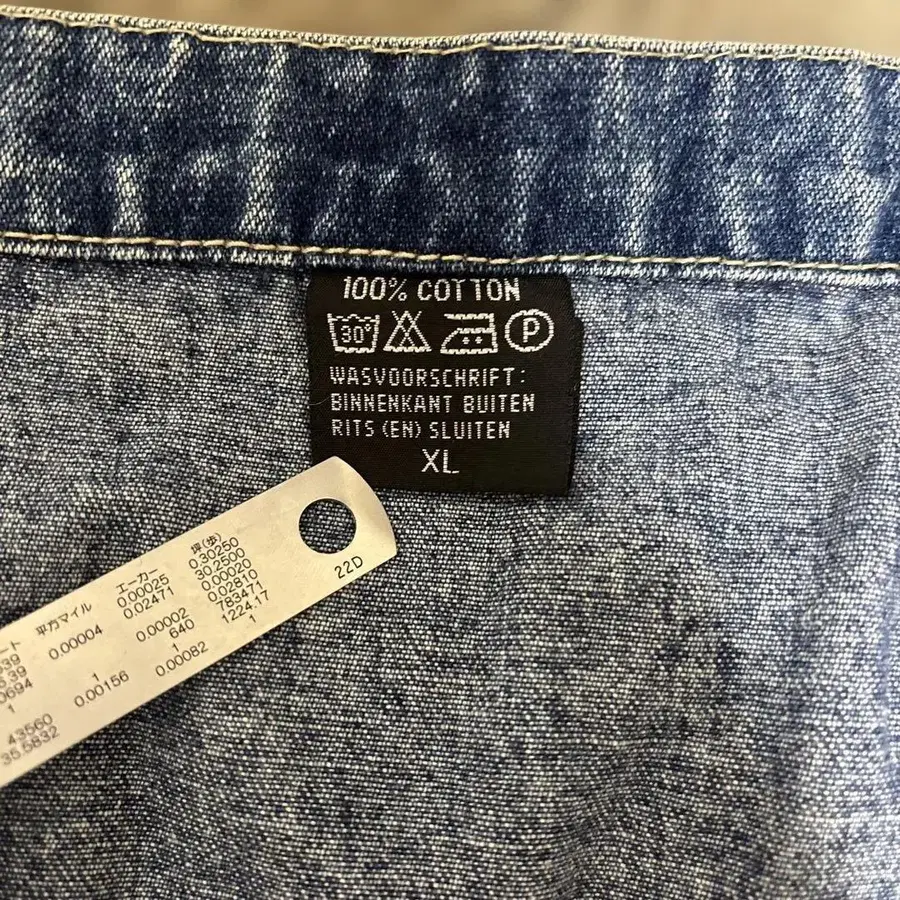 100% COTTON
30° P
WASVOORSCHRIFT:
BINNENKANT BUITEN
RITS (EN) SLUITEN
XL
22D
平方マイル エーカー 坪(歩)
0.00025 0.30250
0.00004 0.02471 30.2500
0.00020
0.00002 0.02810
1 640 783471
0.00156 1 1224.17
43560 0.00082 1
35.5832